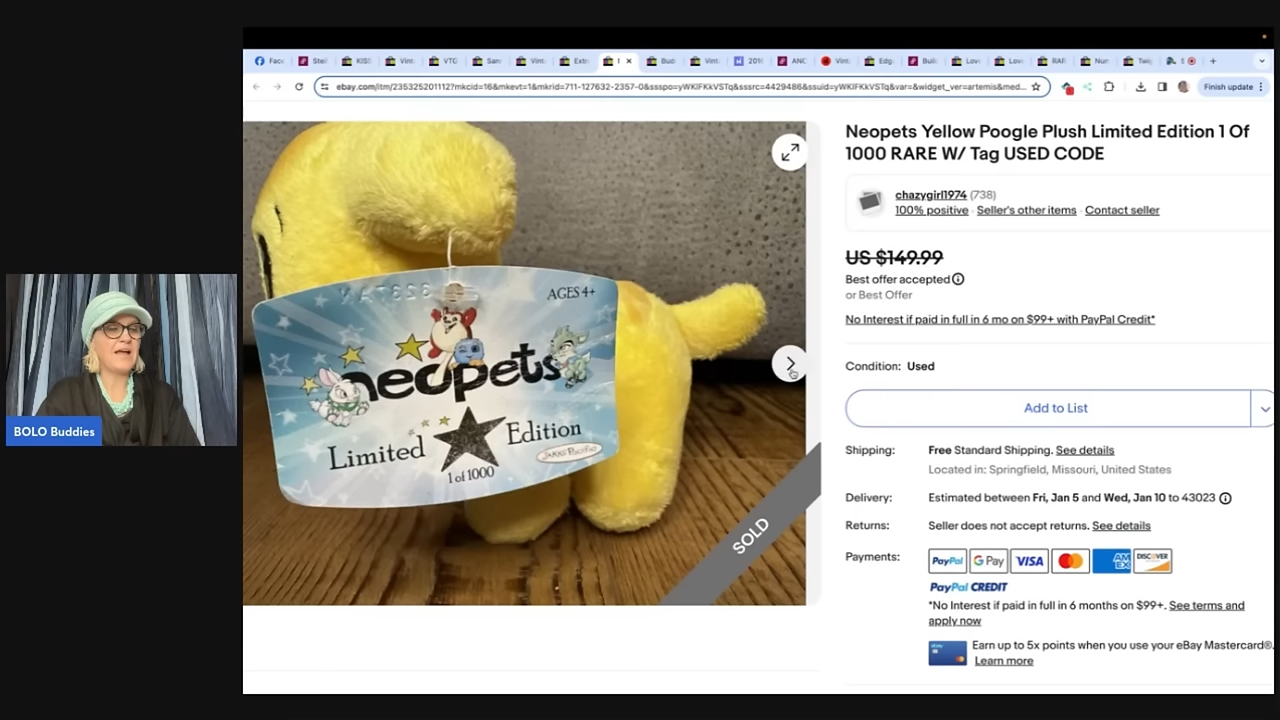 Finish update
ebay.com/itm/235325201112?mkcid=16&mkevt=1&mkrid=711-127632-2357-0&ssspo=yWKlFKkVSTq&sssrc=4429486&ssuid=yWKlFKkVSTq&var=&widget_ver=artemis&med...
Neopets Yellow Poogle Plush Limited Edition 1 Of
1000 RARE W/ Tag USED CODE
chazygirl1974 (738)
100% positive · Seller's other items · Contact seller
US $149.99
Best offer accepted
or Best Offer
No Interest if paid in full in 6 mo on $99+ with PayPal Credit*
Condition: Used
Add to List
Shipping: Free Standard Shipping. See details
Located in: Springfield, Missouri, United States
Delivery: Estimated between Fri, Jan 5 and Wed, Jan 10 to 43023
Returns: Seller does not accept returns. See details
Payments: PayPal G Pay VISA AM EX DISCOVER
PayPal CREDIT
*No Interest if paid in full in 6 months on $99+. See terms and
apply now
Earn up to 5x points when you use your eBay Mastercard®.
Learn more
AGES 4+
neopets
Limited Edition
1 of 1000
SOLD
BOLO Buddies